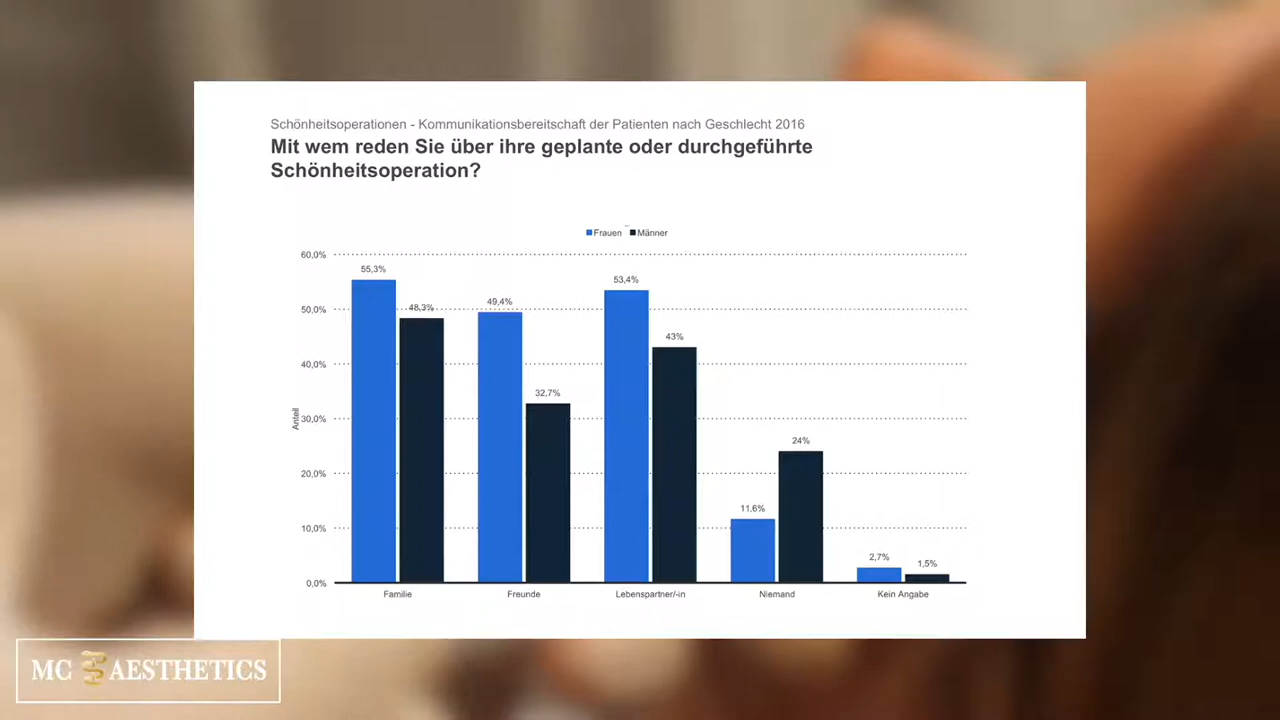 Schönheitsoperationen - Kommunikationsbereitschaft der Patienten nach Geschlecht 2016
Mit wem reden Sie über ihre geplante oder durchgeführte
Schönheitsoperation?
Frauen Männer
60,0%
50,0%
40,0%
30,0%
20,0%
10,0%
0,0%
Anteil
55,3%
48,3%
49,4%
32,7%
53,4%
43%
11,6%
24%
2,7%
1,5%
Familie Freunde Lebenspartner/-in Niemand Kein Angabe
MC AESTHETICS